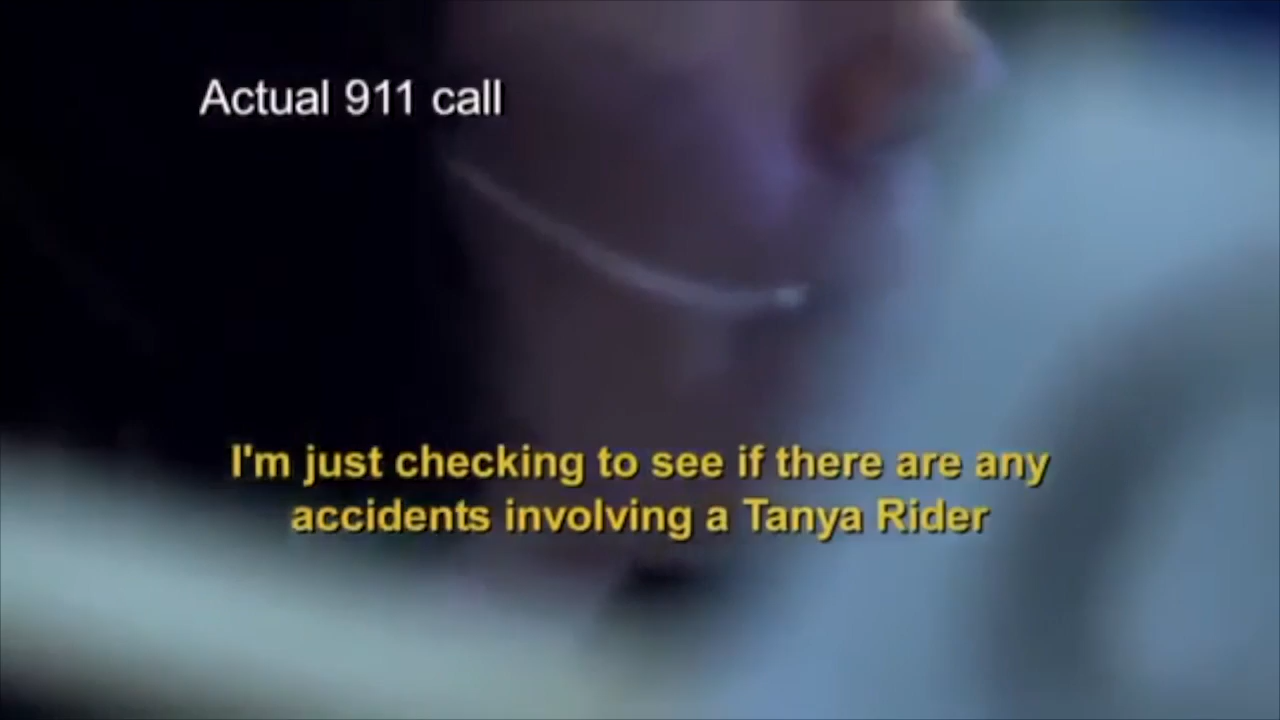 Actual 911 call
I'm just checking to see if there are any
accidents involving a Tanya Rider